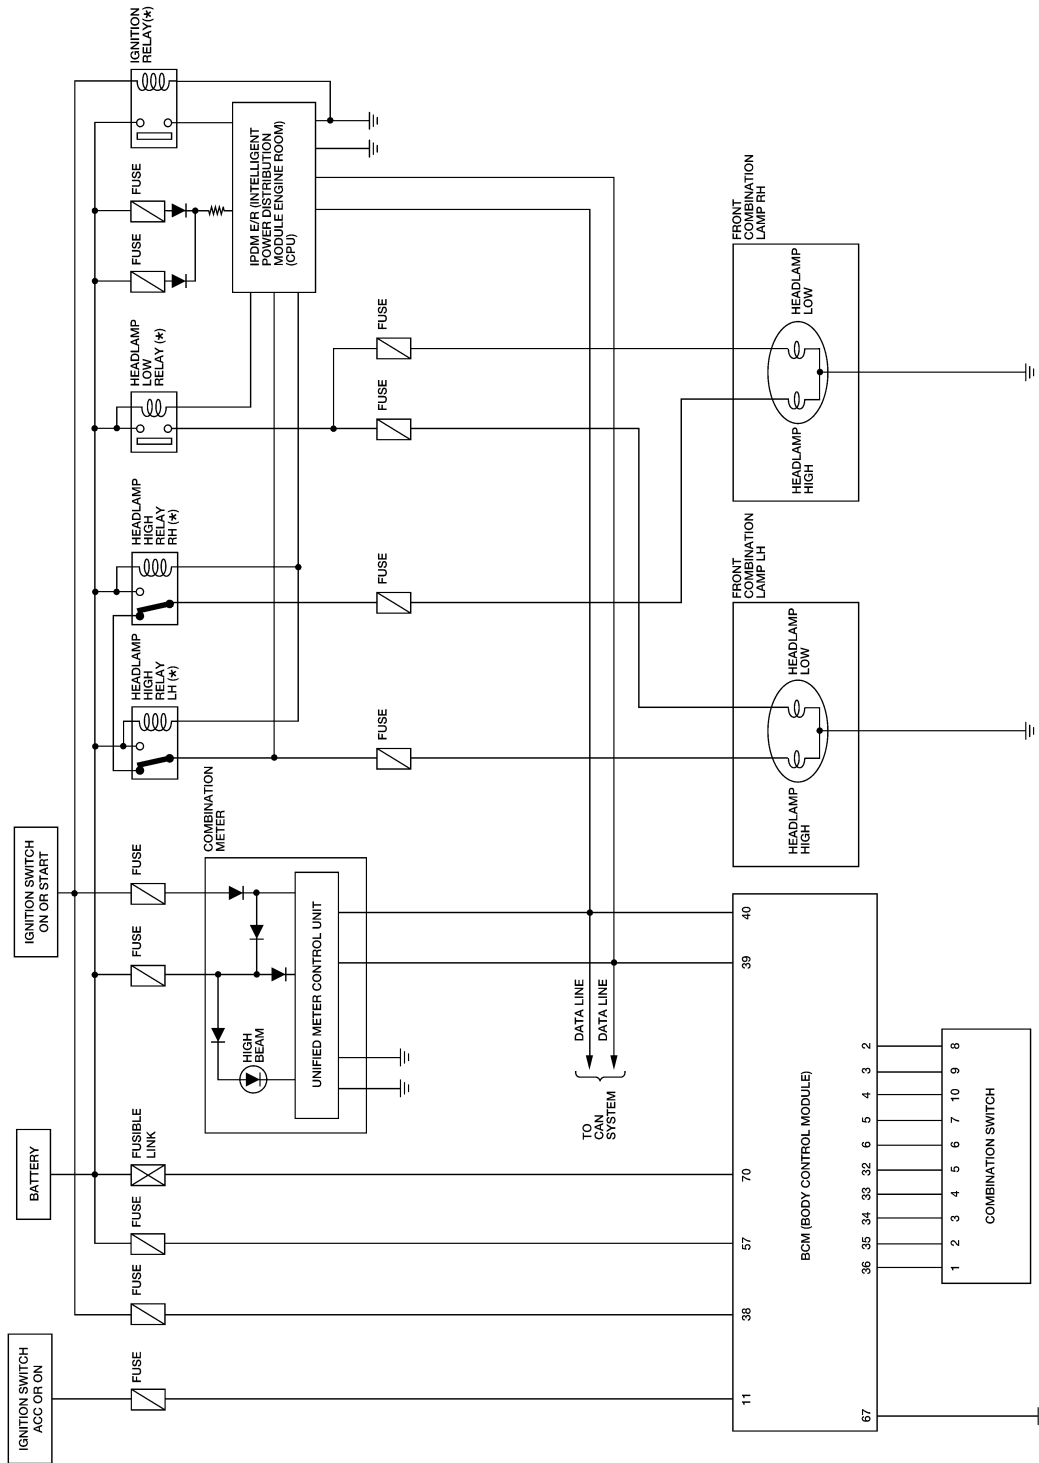 IGNITION SWITCH
ACC OR ON
BATTERY
IGNITION SWITCH
ON OR START
FUSE
FUSE
FUSE
FUSIBLE
LINK
FUSE
FUSE
HEADLAMP
HIGH
RELAY
LH (*)
HEADLAMP
HIGH
RELAY
RH (*)
HEADLAMP
LOW
RELAY (*)
FUSE
FUSE
IGNITION
RELAY(*)
COMBINATION
METER
HIGH
BEAM
UNIFIED METER CONTROL UNIT
IPDM E/R (INTELLIGENT
POWER DISTRIBUTION
MODULE ENGINE ROOM)
(CPU)
FUSE
FUSE
FUSE
FUSE
TO
CAN
SYSTEM
DATA LINE
DATA LINE
11
38
57
70
39
40
FRONT
COMBINATION
LAMP LH
HEADLAMP
HIGH
HEADLAMP
LOW
FRONT
COMBINATION
LAMP RH
HEADLAMP
HIGH
HEADLAMP
LOW
BCM (BODY CONTROL MODULE)
67
36
35
34
33
32
6
5
4
3
2
1
2
3
4
5
6
7
10
9
8
COMBINATION SWITCH